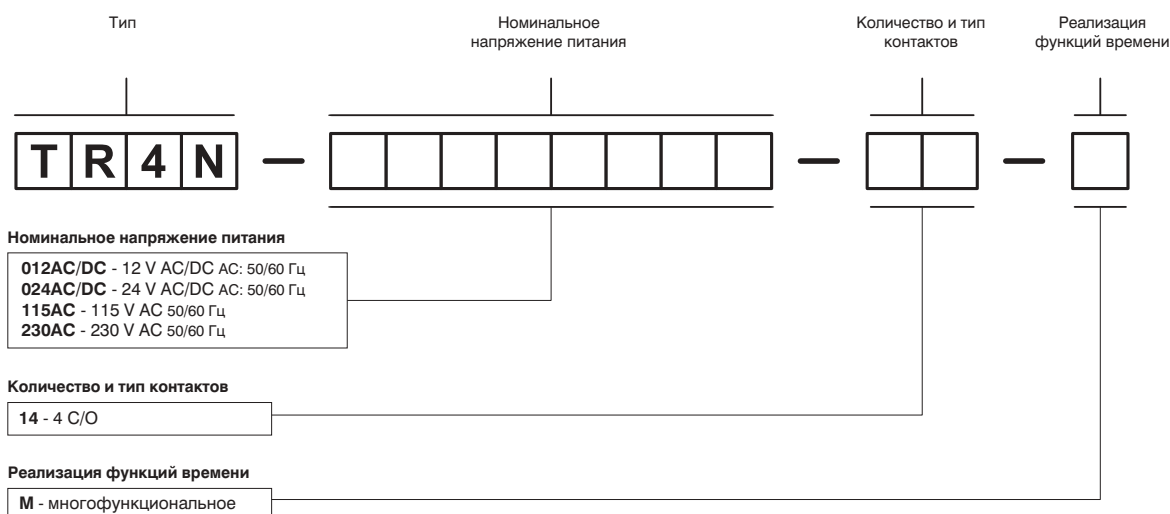 Тип
Номинальное
напряжение питания
Количество и тип
контактов
Реализация
функций времени
TR4N — — —
Номинальное напряжение питания
012AC/DC - 12 V AC/DC AC: 50/60 Гц
024AC/DC - 24 V AC/DC AC: 50/60 Гц
115AC - 115 V AC 50/60 Гц
230AC - 230 V AC 50/60 Гц
Количество и тип контактов
14 - 4 C/O
Реализация функций времени
M - многофункциональное